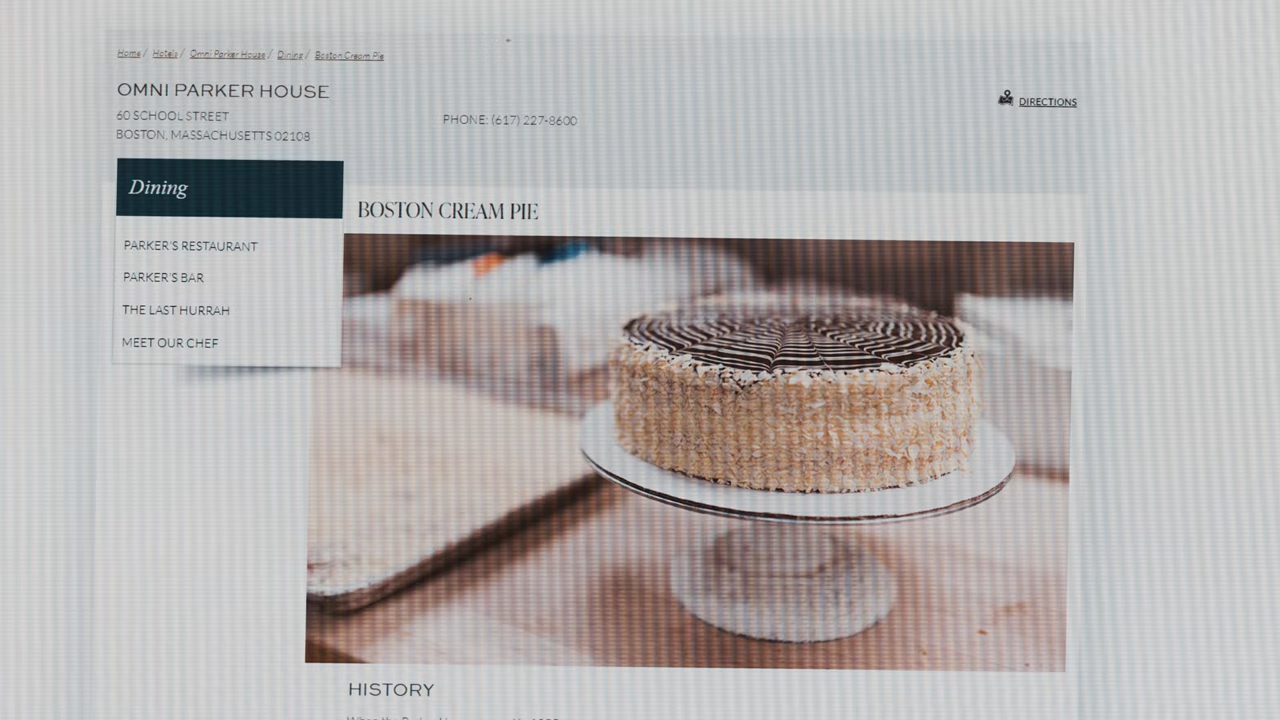 Home / Hotels / Omni Parker House / Dining / Boston Cream Pie
OMNI PARKER HOUSE
60 SCHOOL STREET
BOSTON, MASSACHUSETTS 02108
PHONE: (617) 227-8600
DIRECTIONS
Dining
PARKER'S RESTAURANT
PARKER'S BAR
THE LAST HURRAH
MEET OUR CHEF
BOSTON CREAM PIE
HISTORY